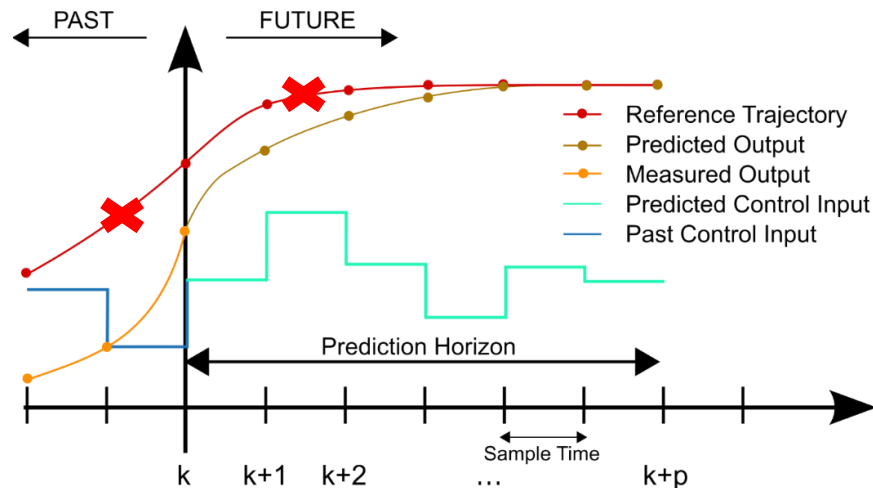 PAST
FUTURE
Reference Trajectory
Predicted Output
Measured Output
Predicted Control Input
Past Control Input
Prediction Horizon
Sample Time
k
k+1
k+2
...
k+p